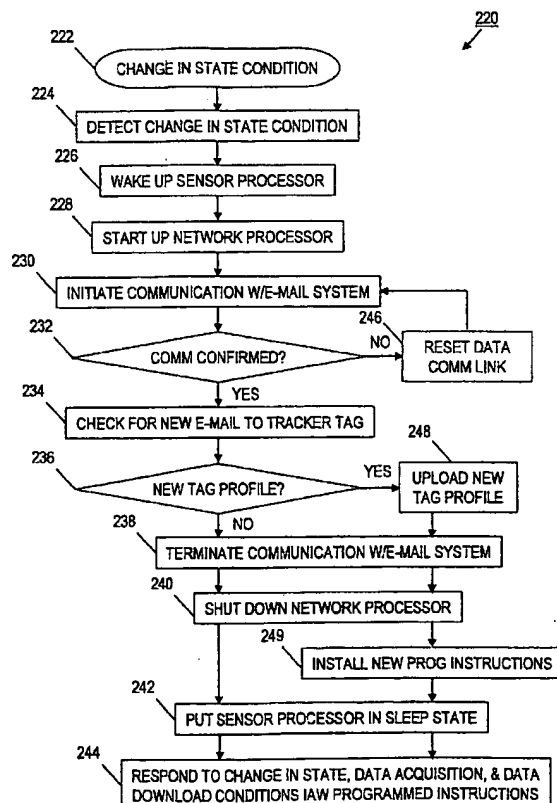 220
222
CHANGE IN STATE CONDITION
224
DETECT CHANGE IN STATE CONDITION
226
WAKE UP SENSOR PROCESSOR
228
START UP NETWORK PROCESSOR
230
INITIATE COMMUNICATION W/E-MAIL SYSTEM
232
COMM CONFIRMED?
NO
246
RESET DATA
COMM LINK
YES
234
CHECK FOR NEW E-MAIL TO TRACKER TAG
236
NEW TAG PROFILE?
YES
248
UPLOAD NEW
TAG PROFILE
NO
238
TERMINATE COMMUNICATION W/E-MAIL SYSTEM
240
SHUT DOWN NETWORK PROCESSOR
249
INSTALL NEW PROG INSTRUCTIONS
242
PUT SENSOR PROCESSOR IN SLEEP STATE
244
RESPOND TO CHANGE IN STATE, DATA ACQUISITION, & DATA
DOWNLOAD CONDITIONS IAW PROGRAMMED INSTRUCTIONS